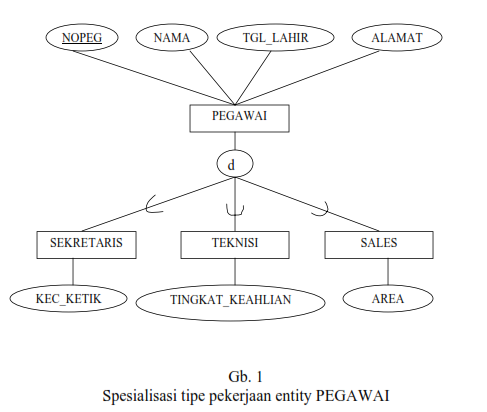 NOPEG NAMA TGL_LAHIR ALAMAT
PEGAWAI
d
SEKRETARIS TEKNISI SALES
KEC_KETIK TINGKAT_KEAHLIAN AREA
Gb. 1
Spesialisasi tipe pekerjaan entity PEGAWAI